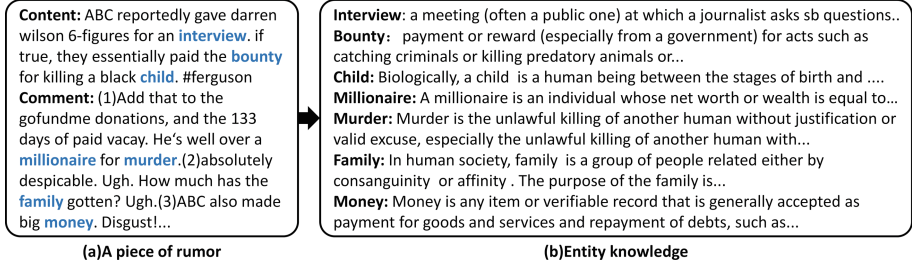 Content: ABC reportedly gave darren
wilson 6-figures for an interview. if
true, they essentially paid the bounty
for killing a black child. #ferguson
Comment: (1)Add that to the
gofundme donations, and the 133
days of paid vacay. He's well over a
millionaire for murder.(2)absolutely
despicable. Ugh. How much has the
family gotten? Ugh.(3)ABC also made
big money. Disgust!...
(a)A piece of rumor
Interview: a meeting (often a public one) at which a journalist asks sb questions..
Bounty: payment or reward (especially from a government) for acts such as
catching criminals or killing predatory animals or...
Child: Biologically, a child is a human being between the stages of birth and ....
Millionaire: A millionaire is an individual whose net worth or wealth is equal to...
Murder: Murder is the unlawful killing of another human without justification or
valid excuse, especially the unlawful killing of another human with...
Family: In human society, family is a group of people related either by
consanguinity or affinity . The purpose of the family is...
Money: Money is any item or verifiable record that is generally accepted as
payment for goods and services and repayment of debts, such as...
(b)Entity knowledge